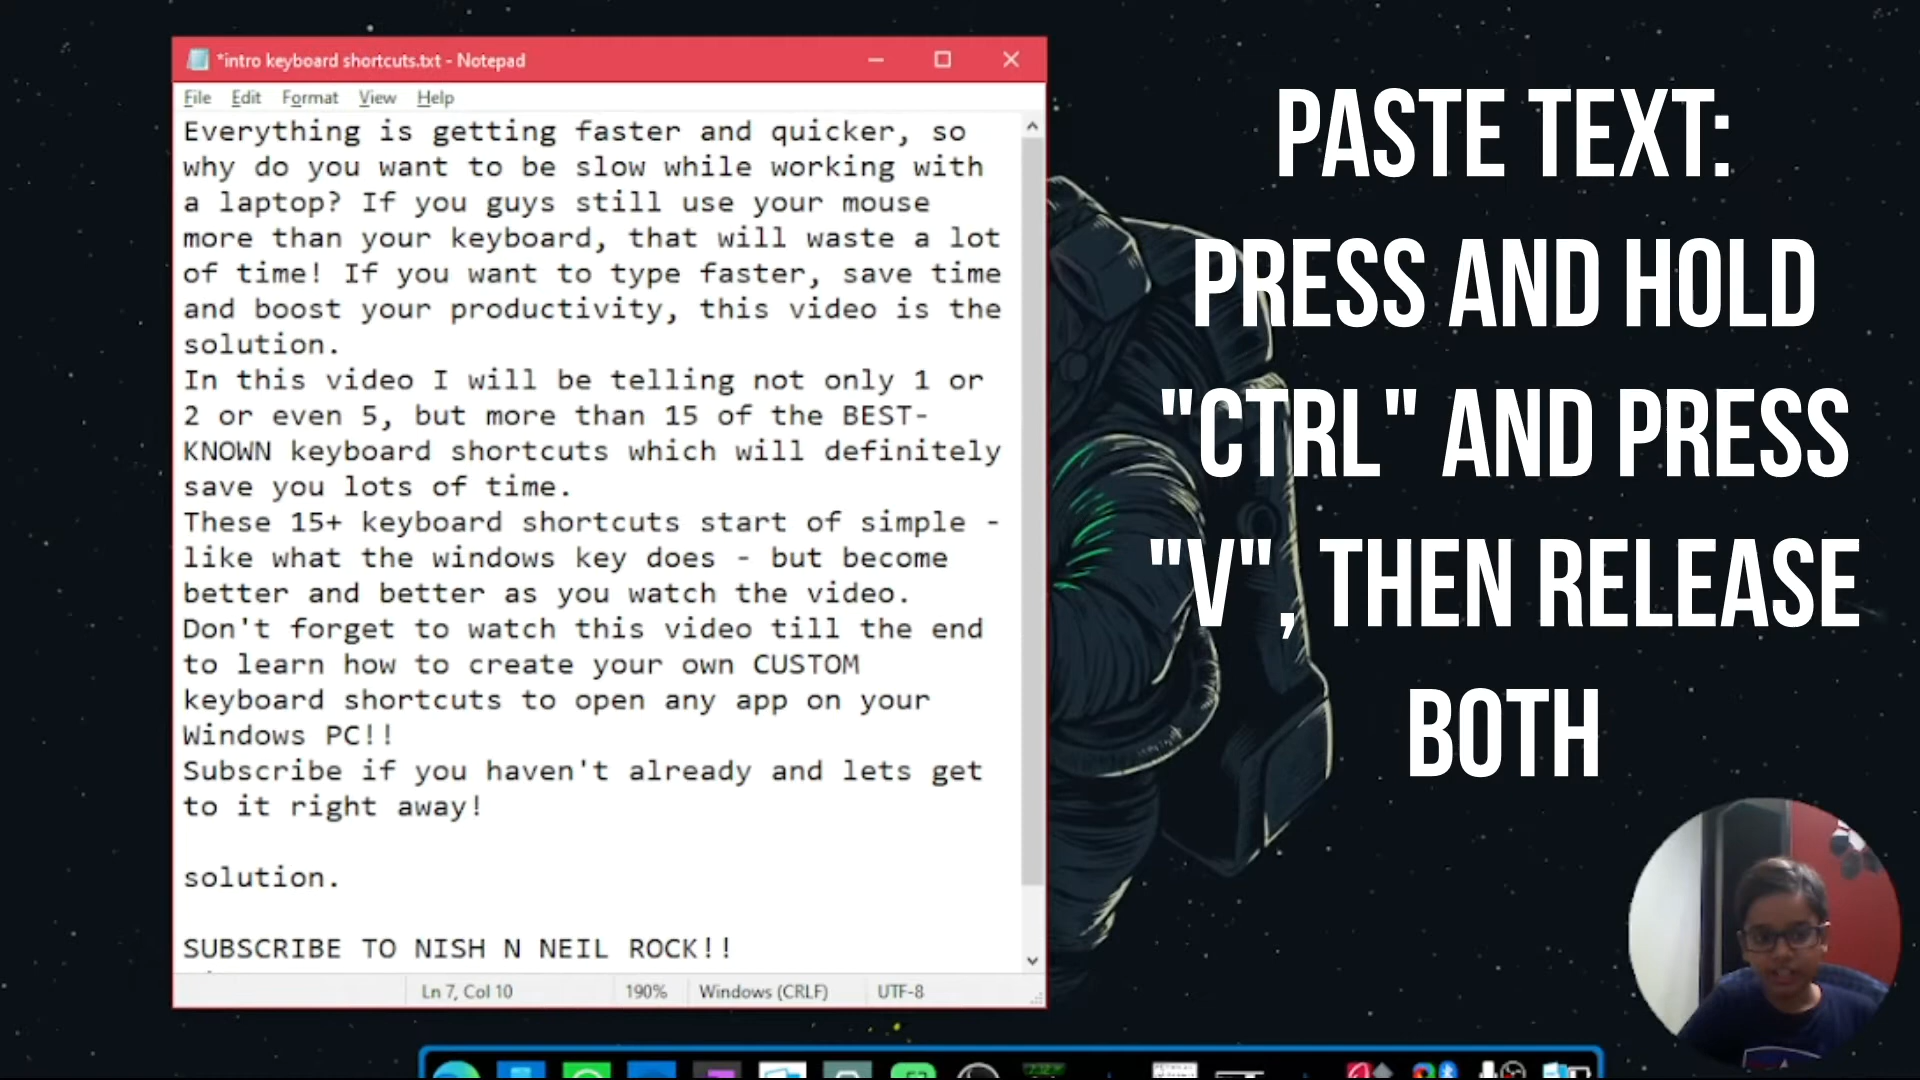 *intro keyboard shortcuts.txt - Notepad
File Edit Format View Help
Everything is getting faster and quicker, so
why do you want to be slow while working with
a laptop? If you guys still use your mouse
more than your keyboard, that will waste a lot
of time! If you want to type faster, save time
and boost your productivity, this video is the
solution.
In this video I will be telling not only 1 or
2 or even 5, but more than 15 of the BEST-
KNOWN keyboard shortcuts which will definitely
save you lots of time.
These 15+ keyboard shortcuts start of simple -
like what the windows key does - but become
better and better as you watch the video.
Don't forget to watch this video till the end
to learn how to create your own CUSTOM
keyboard shortcuts to open any app on your
Windows PC!!
Subscribe if you haven't already and lets get
to it right away!
solution.
SUBSCRIBE TO NISH N NEIL ROCK!!
Ln 7, Col 10 190% Windows (CRLF) UTF-8
PASTE TEXT:
PRESS AND HOLD
"CTRL" AND PRESS
"V", THEN RELEASE
BOTH